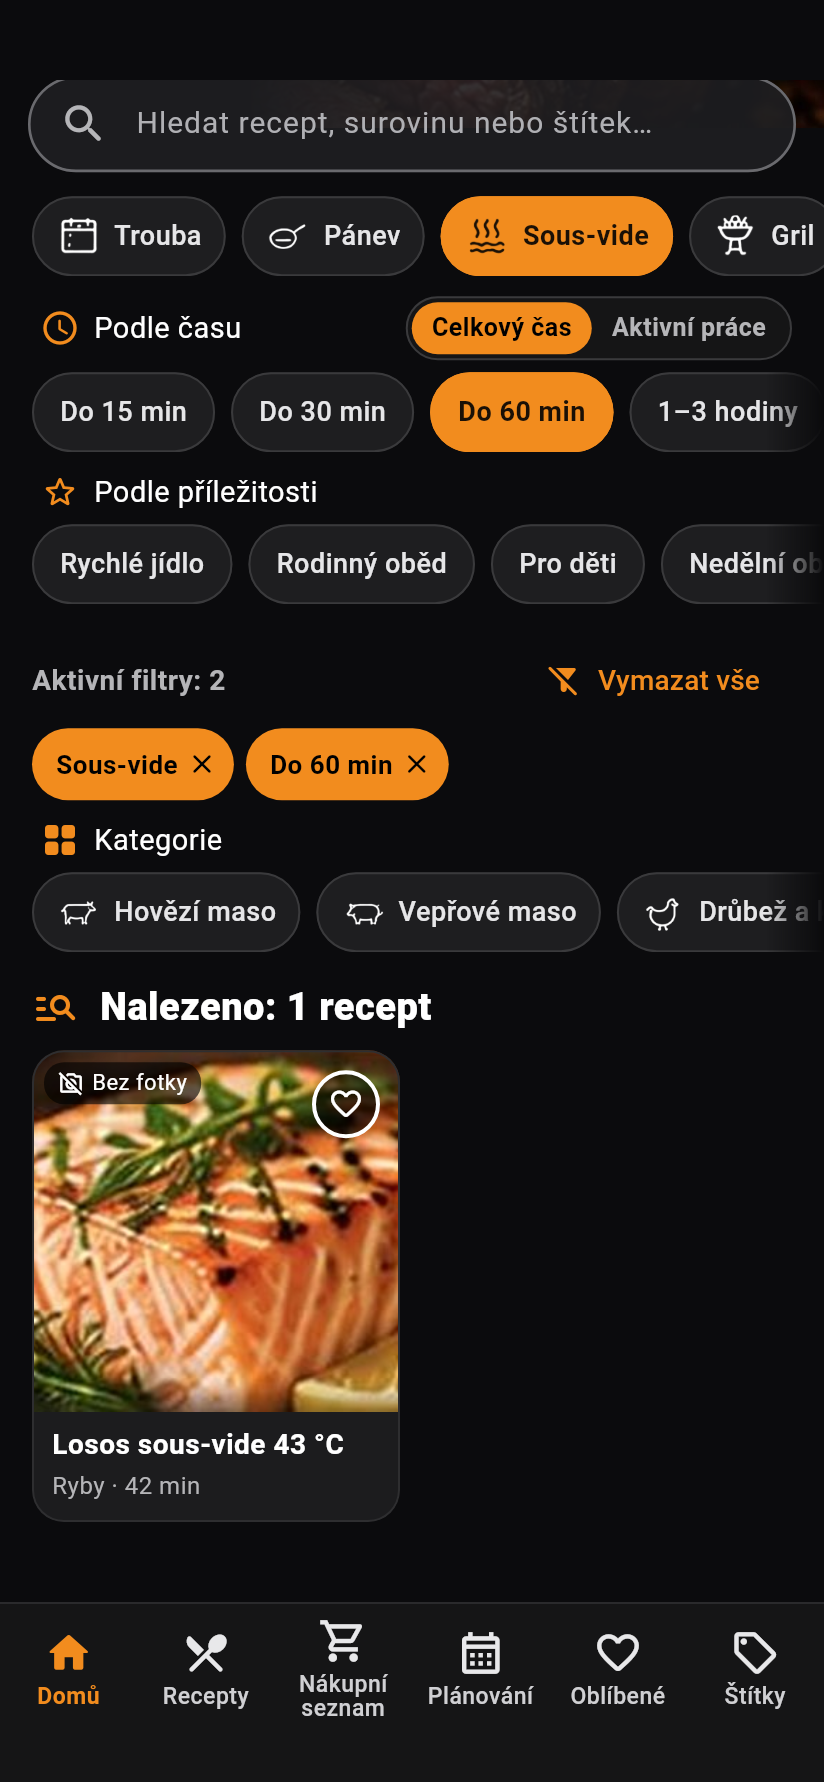 Hledat recept, surovinu nebo štítek…
Trouba
Pánev
Sous-vide
Gril
Podle času
Celkový čas
Aktivní práce
Do 15 min
Do 30 min
Do 60 min
1–3 hodiny
Podle příležitosti
Rychlé jídlo
Rodinný oběd
Pro děti
Nedělní ob
Aktivní filtry: 2
Vymazat vše
Sous-vide
Do 60 min
Kategorie
Hovězí maso
Vepřové maso
Drůbež a
Nalezeno: 1 recept
Bez fotky
Losos sous-vide 43 °C
Ryby · 42 min
Domů
Recepty
Nákupní
seznam
Plánování
Oblíbené
Štítky